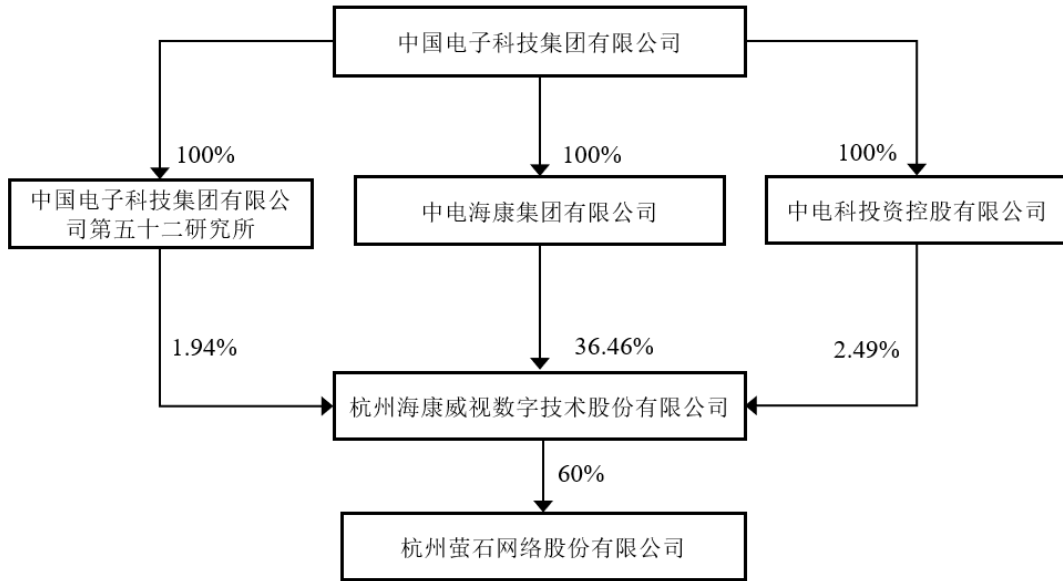 中国电子科技集团有限公司
100%
100%
100%
中国电子科技集团有限公
司第五十二研究所
中电海康集团有限公司
中电科投资控股有限公司
1.94%
36.46%
2.49%
杭州海康威视数字技术股份有限公司
60%
杭州萤石网络股份有限公司